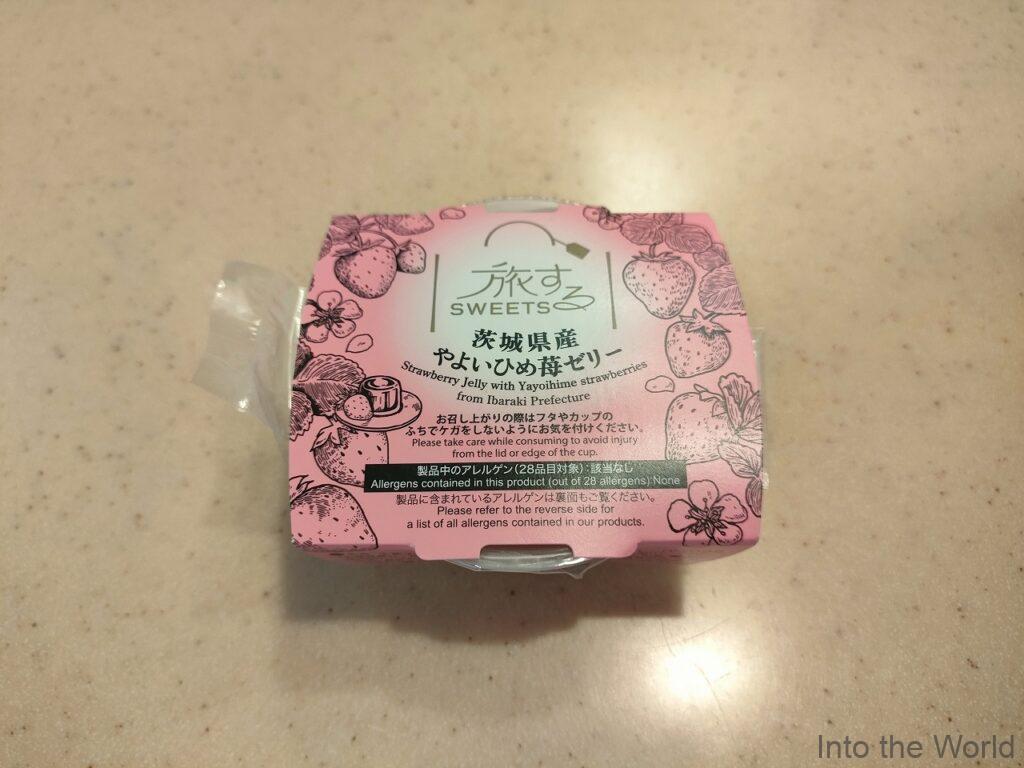 旅する
SWEETS
茨城県産
やよいひめ苺ゼリー
Strawberry Jelly with Yayoihime strawberries
from Ibaraki Prefecture
お召し上がりの際はフタやカップの
ふちでケガをしないようにお気を付けください。
Please take care while consuming to avoid injury
from the lid or edge of the cup.
製品中のアレルゲン（28品目対象）：該当なし
Allergens contained in this product (out of 28 allergens):None
製品に含まれているアレルゲンは裏面もご覧ください。
Please refer to the reverse side for
a list of all allergens contained in our products.
Into the World